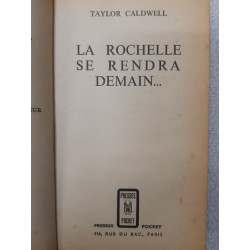 TAYLOR CALDWELL
LA ROCHELLE
SE RENDRA
DEMAIN...
PRESSES
POCKET
PRESSES POCKET
116, RUE DU BAC, PARIS